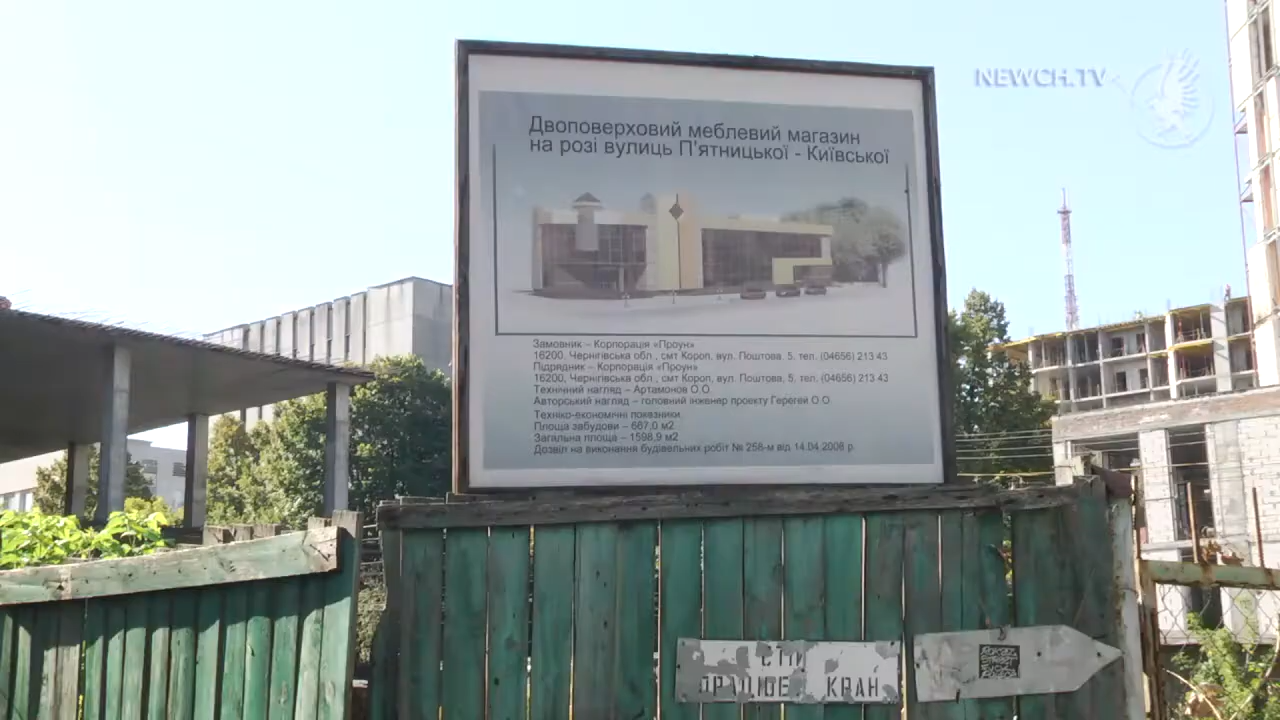 NEWCH.TV
Двоповерховий меблевий магазин
на розі вулиць П'ятницької - Київської
Замовник – Корпорація «Проун»
16200, Чернігівська обл., смт Короп, вул. Поштова, 5, тел. (04656) 213 43
Підрядник – Корпорація «Проун»
16200, Чернігівська обл., смт Короп, вул. Поштова, 5, тел. (04656) 213 43
Технічний нагляд – Артамонов О.О.
Авторський нагляд – головний інженер проекту Герегей О.О
Техніко-економічні показники
Площа забудови – 667,0 м2
Загальна площа – 1598,9 м2
Дозвіл на виконання будівельних робіт № 258-м від 14.04.2008 р.
КРАН